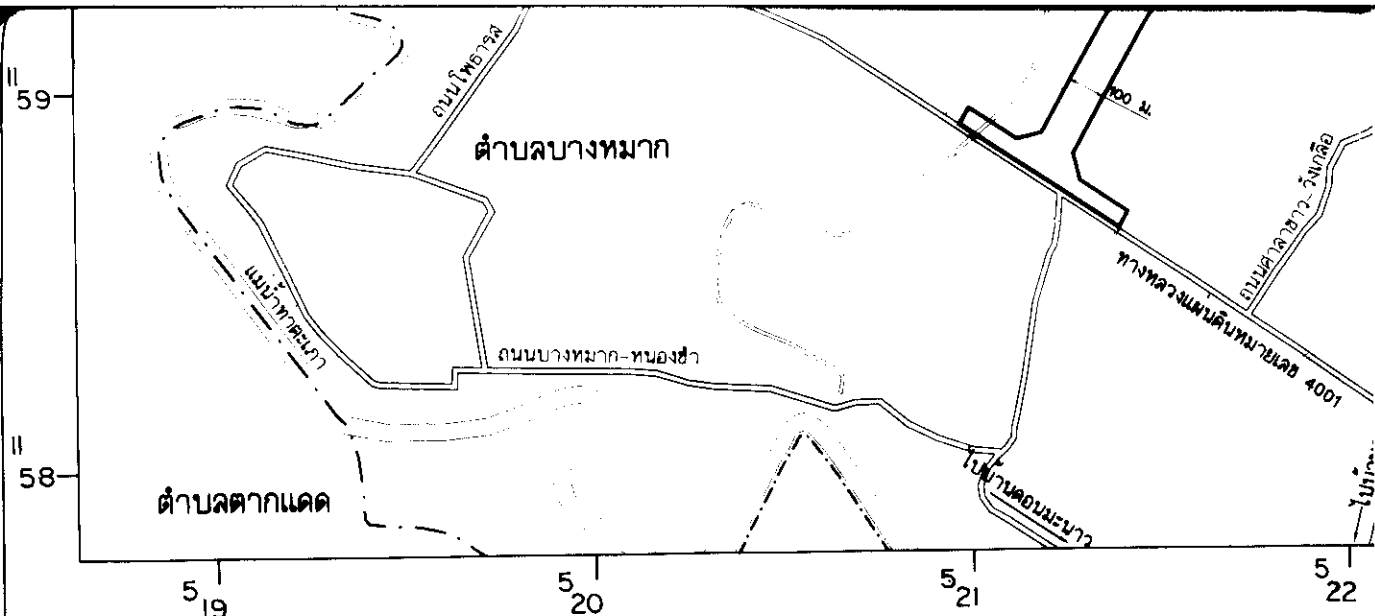 ถนนโพธารส
11
59
100 ม.
ตำบลบางหมาก
ถนนศาลาขาว-วังเกลือ
แม่น้ำท่าตะเภา
ทางหลวงแผ่นดินหมายเลข 4001
ถนนบางหมาก-หนองฮำ
11
58
ไปบ้านดอนมะนาว
ตำบลตากแดด
5 19
5 20
5 21
5 22